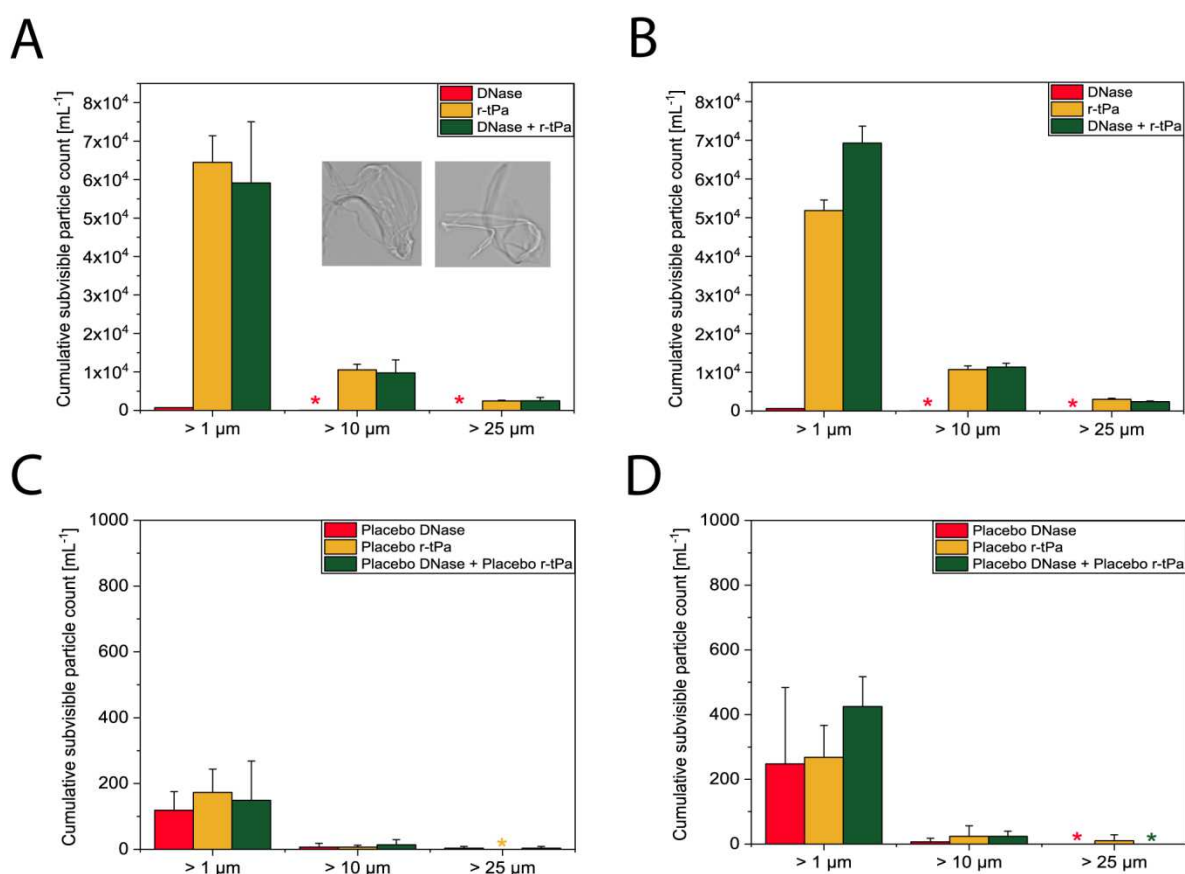 A
Cumulative subvisible particle count [mL⁻¹]
8x10⁴
7x10⁴
6x10⁴
5x10⁴
4x10⁴
3x10⁴
2x10⁴
1x10⁴
0
DNase
r-tPa
DNase + r-tPa
*
*
> 1 µm
> 10 µm
> 25 µm
B
Cumulative subvisible particle count [mL⁻¹]
8x10⁴
7x10⁴
6x10⁴
5x10⁴
4x10⁴
3x10⁴
2x10⁴
1x10⁴
0
DNase
r-tPa
DNase + r-tPa
*
*
> 1 µm
> 10 µm
> 25 µm
C
Cumulative subvisible particle count [mL⁻¹]
1000
800
600
400
200
0
Placebo DNase
Placebo r-tPa
Placebo DNase + Placebo r-tPa
*
> 1 µm
> 10 µm
> 25 µm
D
Cumulative subvisible particle count [mL⁻¹]
1000
800
600
400
200
0
Placebo DNase
Placebo r-tPa
Placebo DNase + Placebo r-tPa
*
*
> 1 µm
> 10 µm
> 25 µm